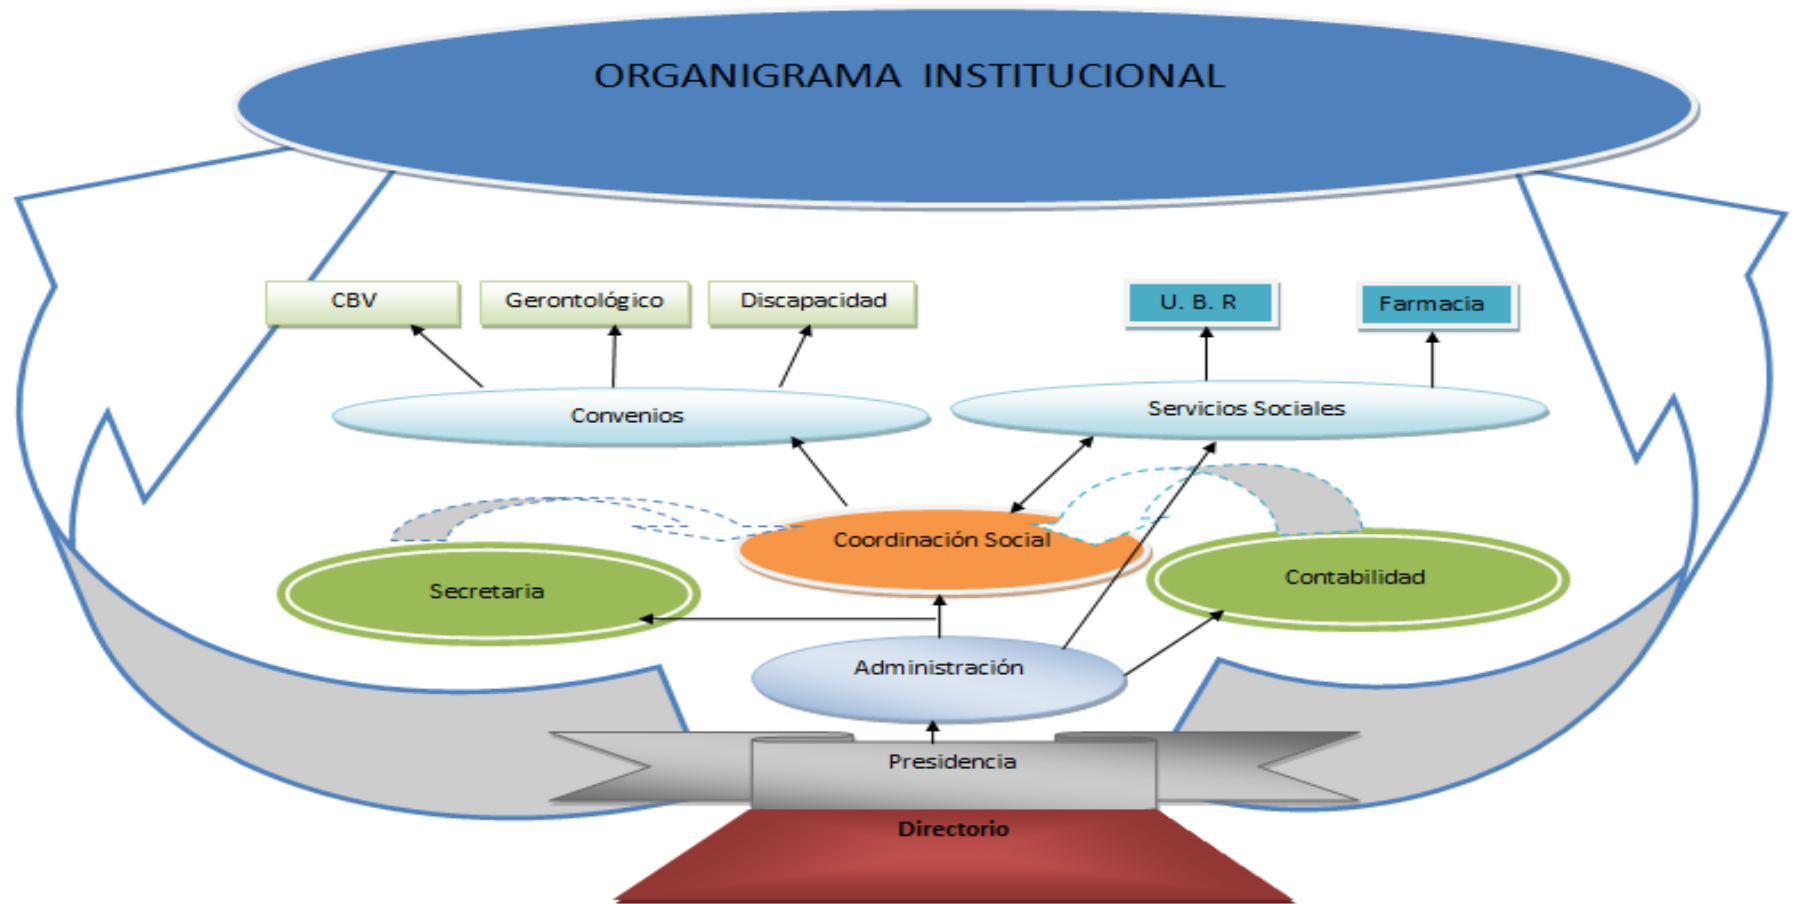 ORGANIGRAMA INSTITUCIONAL
CBV
Gerontológico
Discapacidad
U. B. R
Farmacia
Convenios
Servicios Sociales
Coordinación Social
Secretaria
Contabilidad
Administración
Presidencia
Directorio